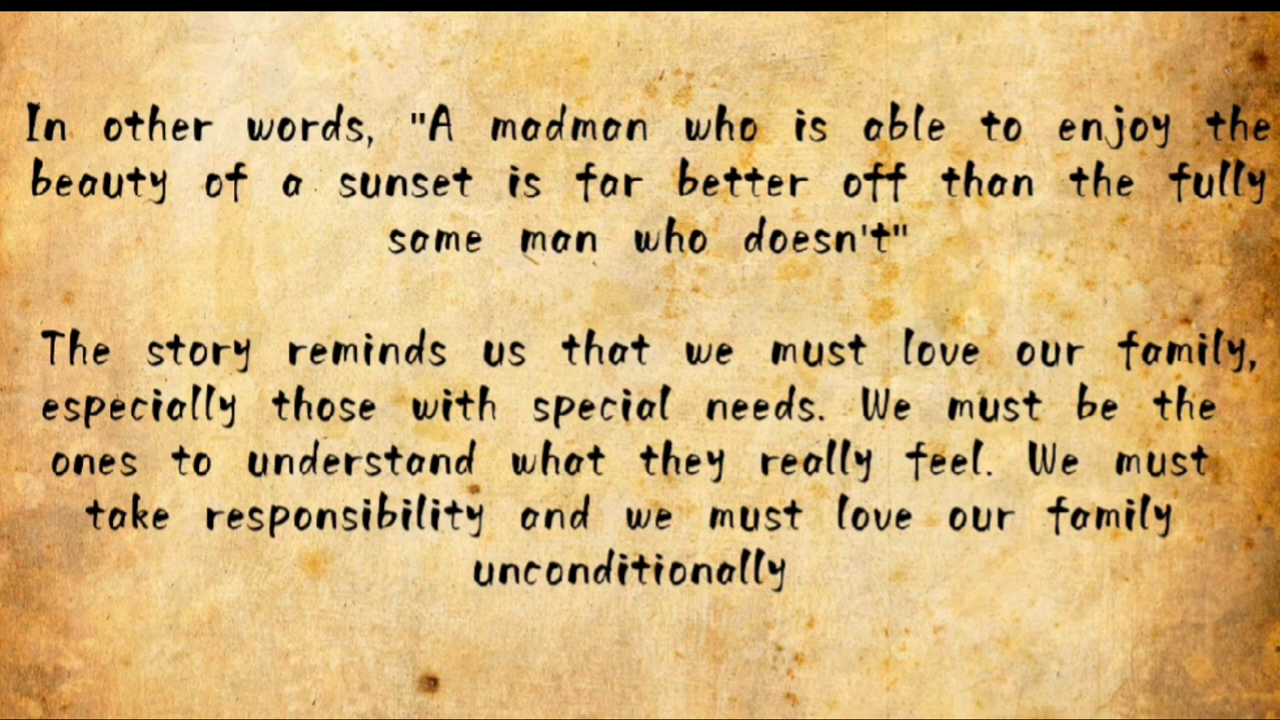 In other words, "A madman who is able to enjoy the
beauty of a sunset is far better off than the fully
same man who doesn't"
The story reminds us that we must love our family,
especially those with special needs. We must be the
ones to understand what they really feel. We must
take responsibility and we must love our family
unconditionally